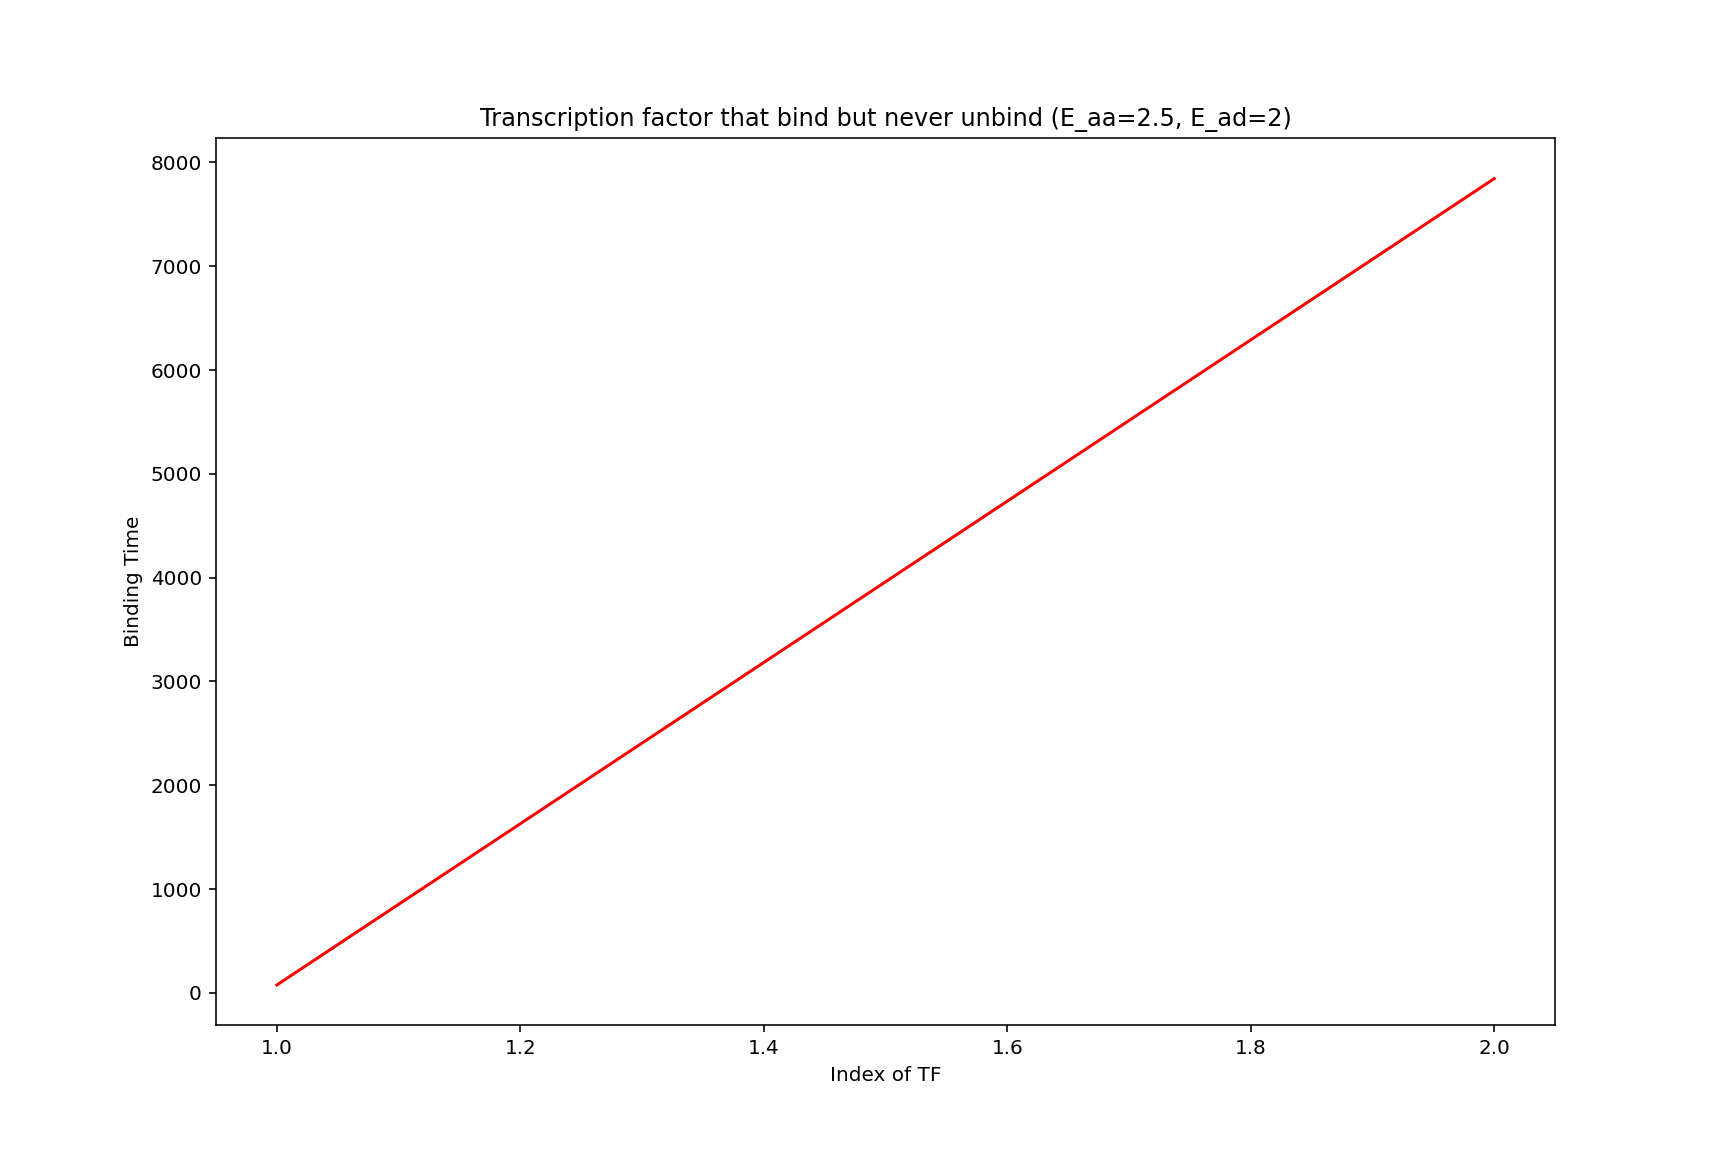 Transcription factor that bind but never unbind (E_aa=2.5, E_ad=2)
8000
7000
6000
5000
4000
3000
2000
1000
0
Binding Time
1.0 1.2 1.4 1.6 1.8 2.0
Index of TF